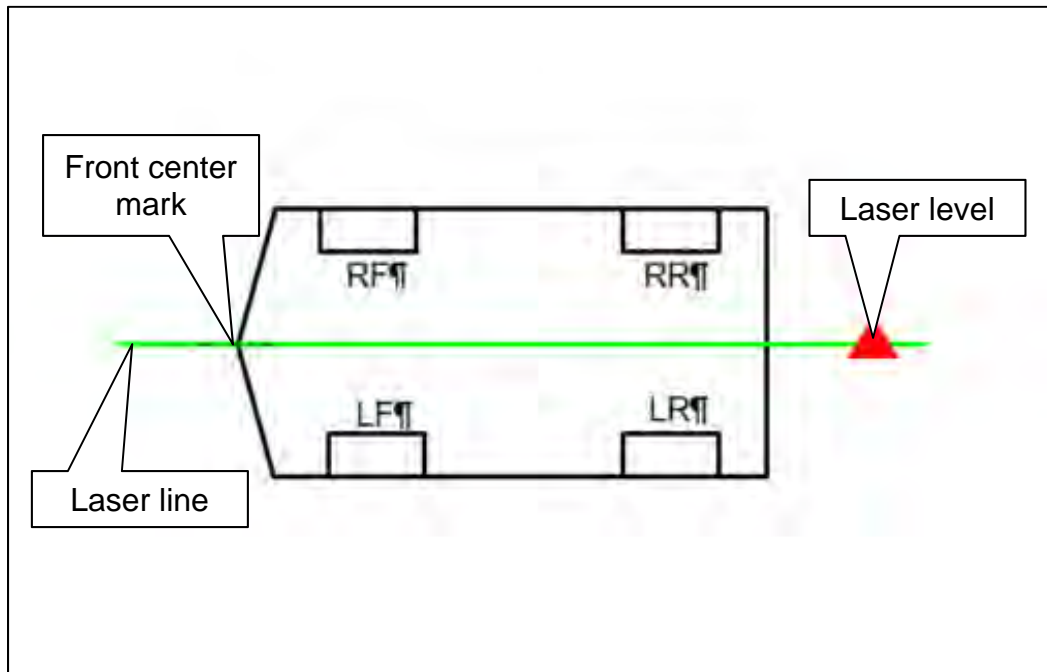 Front center
mark
Laser level
RF¶
RR¶
LF¶
LR¶
Laser line